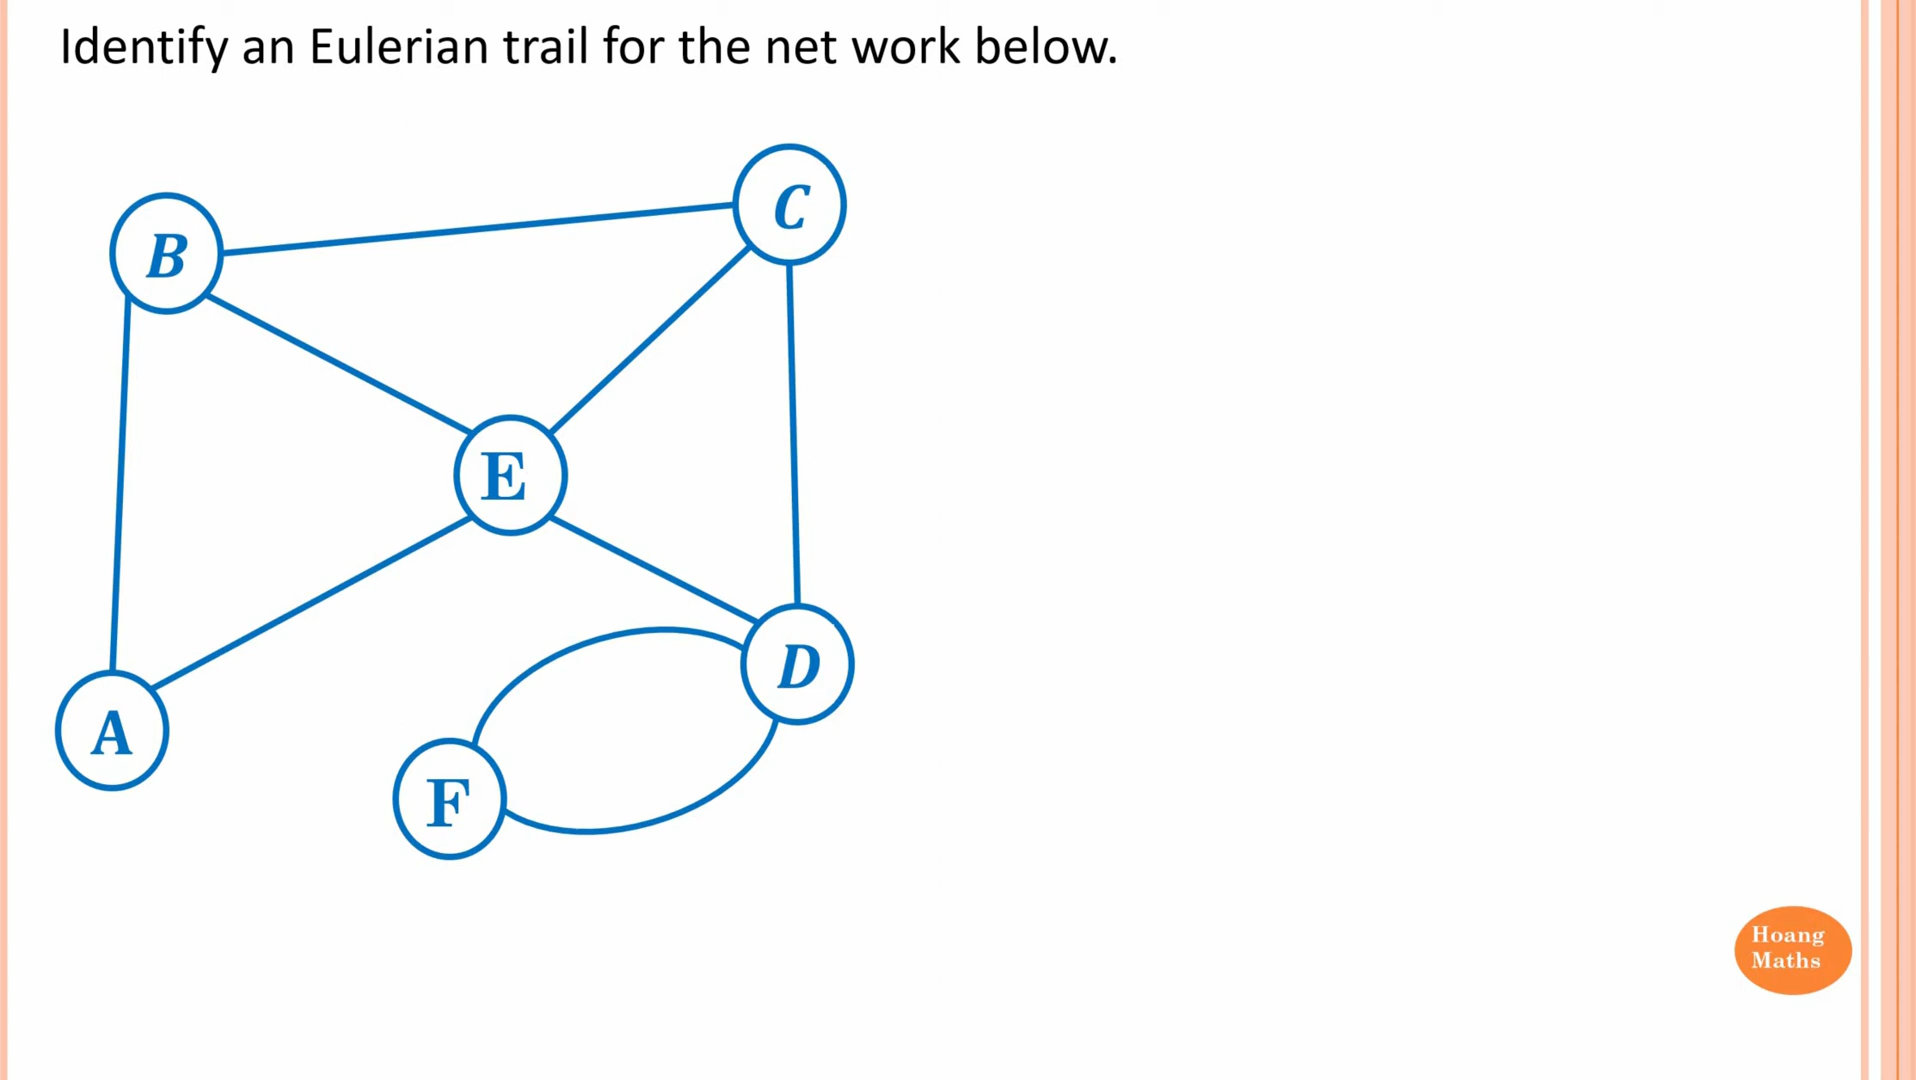 Identify an Eulerian trail for the net work below.
C
B
E
D
A
F
Hoang
Maths